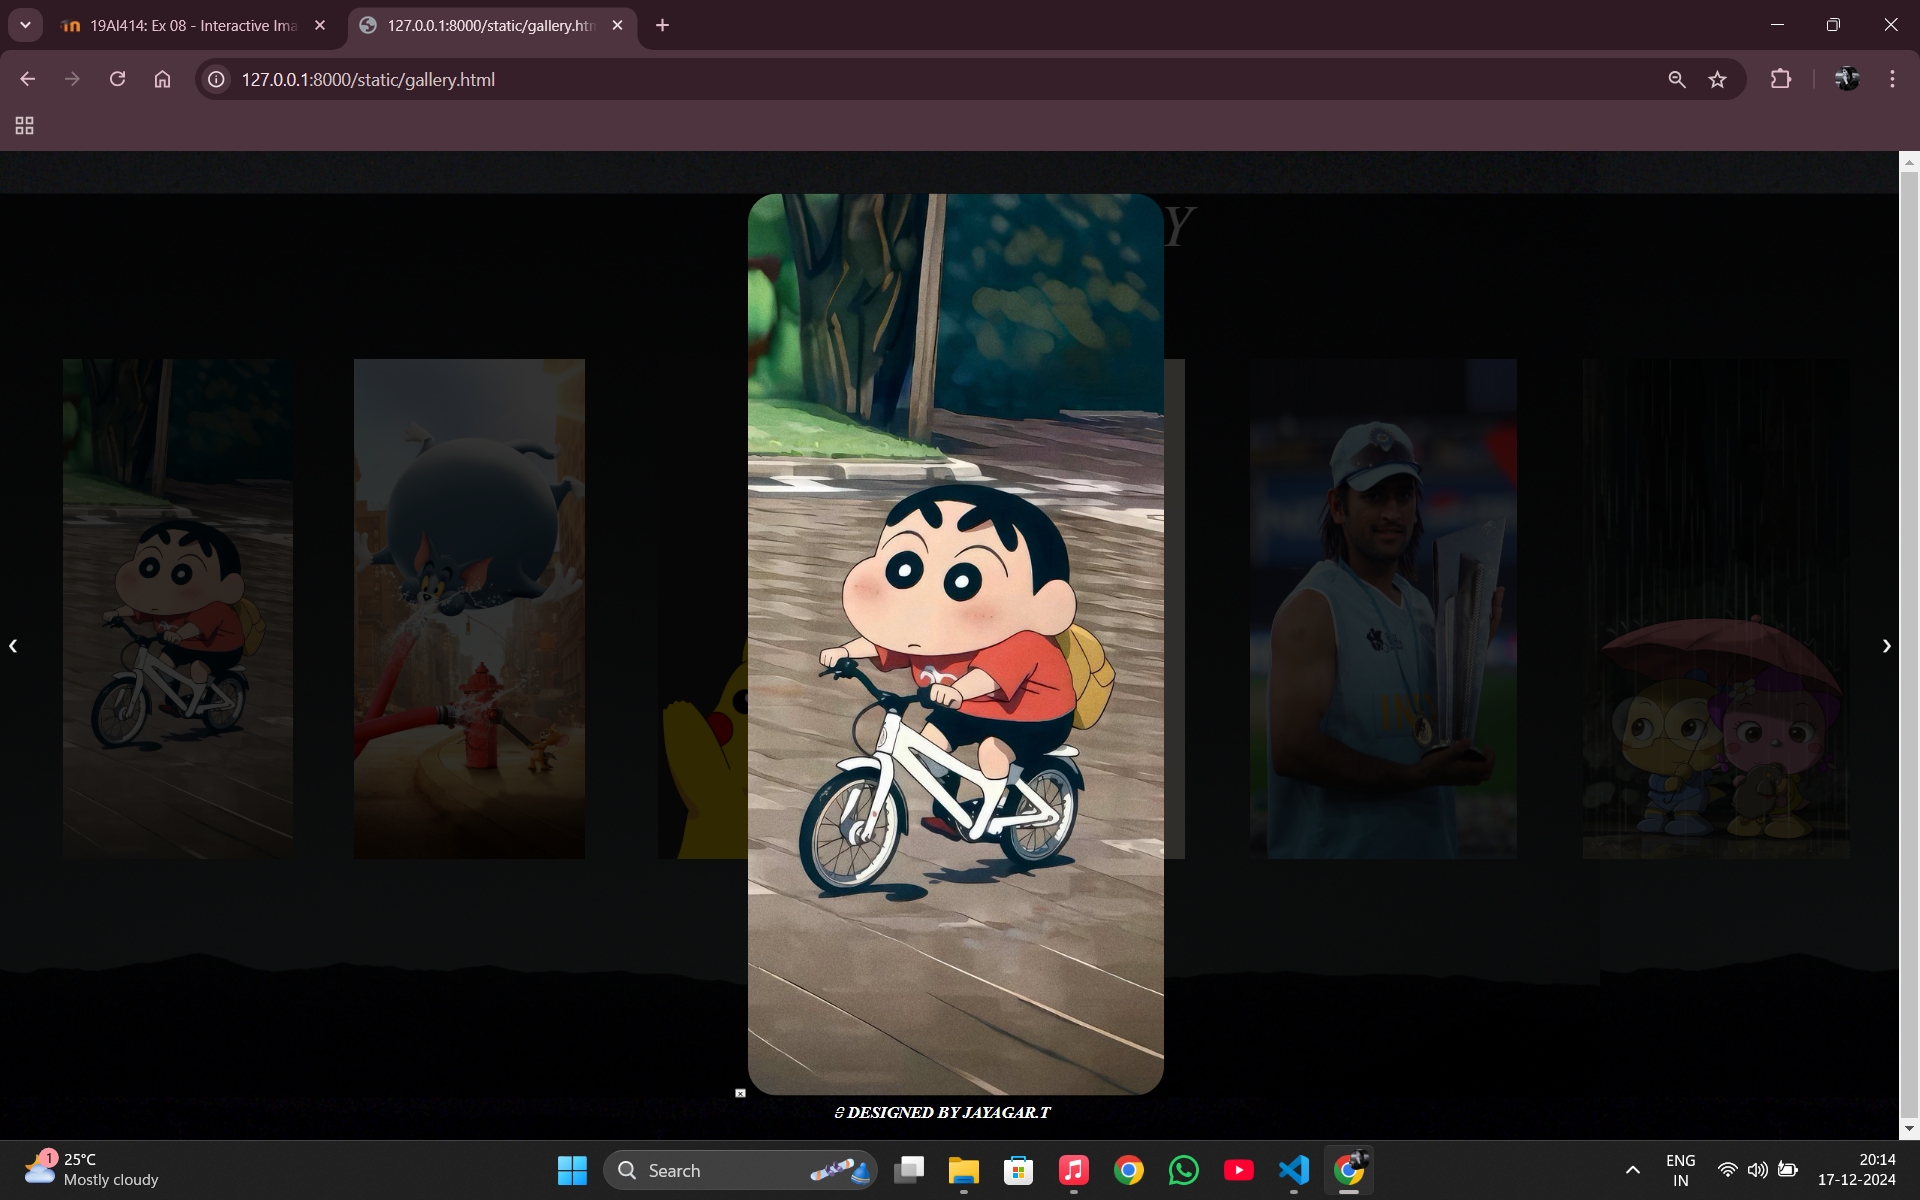 19AI414: Ex 08 - Interactive Ima
127.0.0.1:8000/static/gallery.htm
127.0.0.1:8000/static/gallery.html
Y
DESIGNED BY JAYAGAR.T
1
25°C
Mostly cloudy
Search
ENG
IN
20:14
17-12-2024